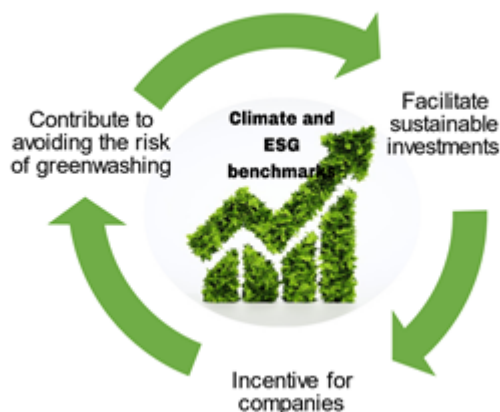 Climate and
ESG
benchmarks
Facilitate
sustainable
investments
Incentive for
companies
Contribute to
avoiding the risk
of greenwashing